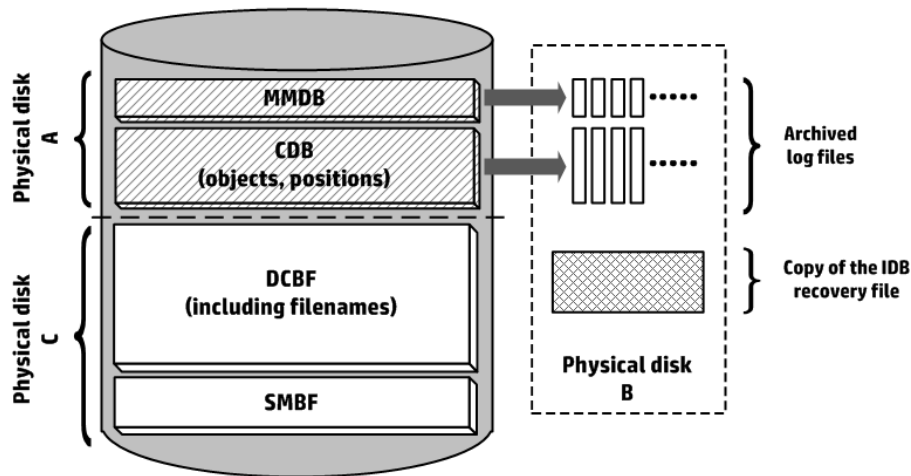 Physical disk
A
MMDB
CDB
(objects, positions)
Archived
log files
Physical disk
C
DCBF
(including filenames)
SMBF
Copy of the IDB
recovery file
Physical disk
B